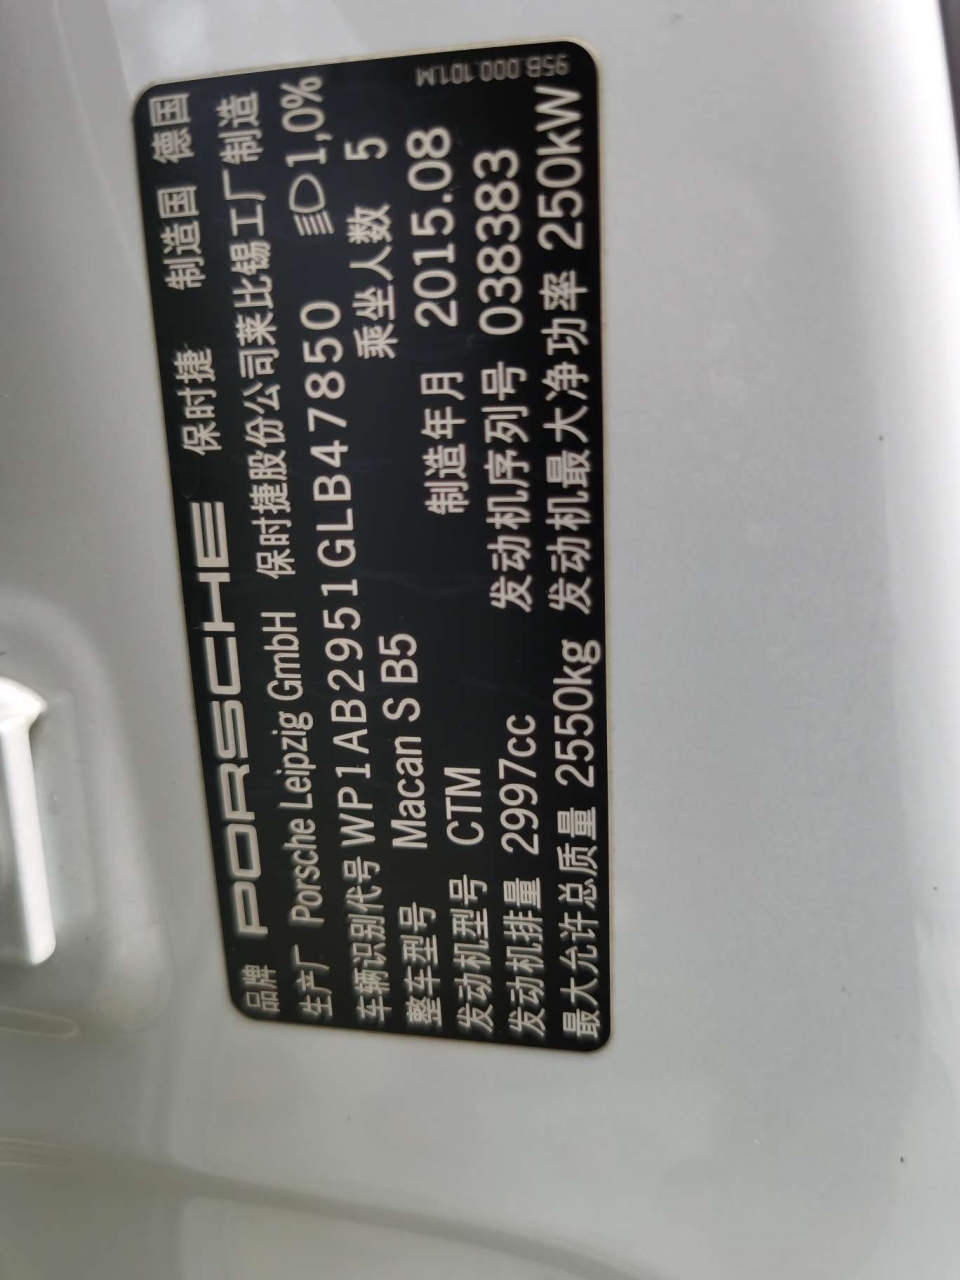 95B.000.101.M
品牌 PORSCHE 保时捷 制造国 德国
生产厂 Porsche Leipzig GmbH 保时捷股份公司莱比锡工厂制造
车辆识别代号 WP1AB2951GLB47850 1,0%
整车型号 Macan S B5 乘坐人数 5
发动机型号 CTM 制造年月 2015.08
发动机排量 2997cc 发动机序列号 038383
最大允许总质量 2550kg 发动机最大净功率 250kW